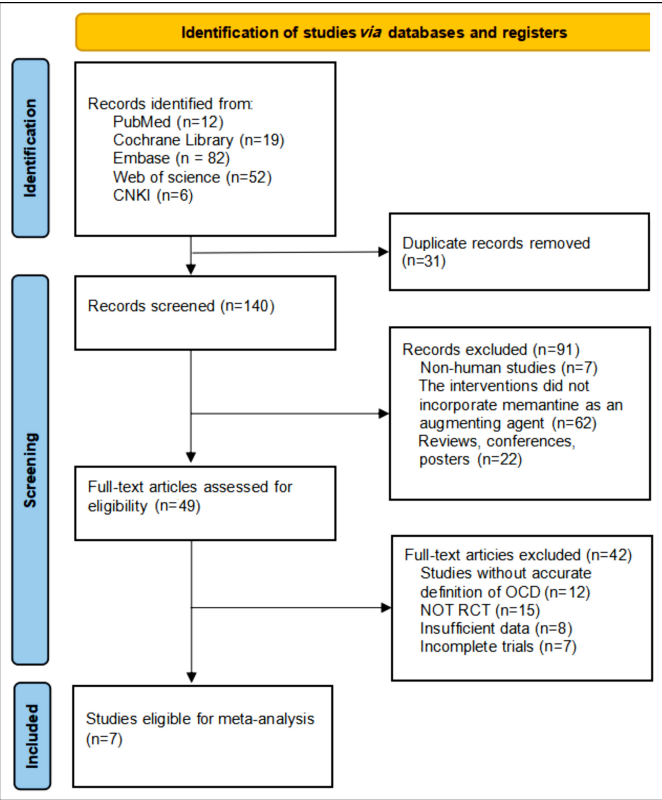 Identification of studies via databases and registers
Identification
Records identified from:
PubMed (n=12)
Cochrane Library (n=19)
Embase (n = 82)
Web of science (n=52)
CNKI (n=6)
Duplicate records removed
(n=31)
Screening
Records screened (n=140)
Records excluded (n=91)
Non-human studies (n=7)
The interventions did not
incorporate memantine as an
augmenting agent (n=62)
Reviews, conferences,
posters (n=22)
Full-text articles assessed for
eligibility (n=49)
Full-text articies excluded (n=42)
Studies without accurate
definition of OCD (n=12)
NOT RCT (n=15)
Insufficient data (n=8)
Incomplete trials (n=7)
Included
Studies eligible for meta-analysis
(n=7)